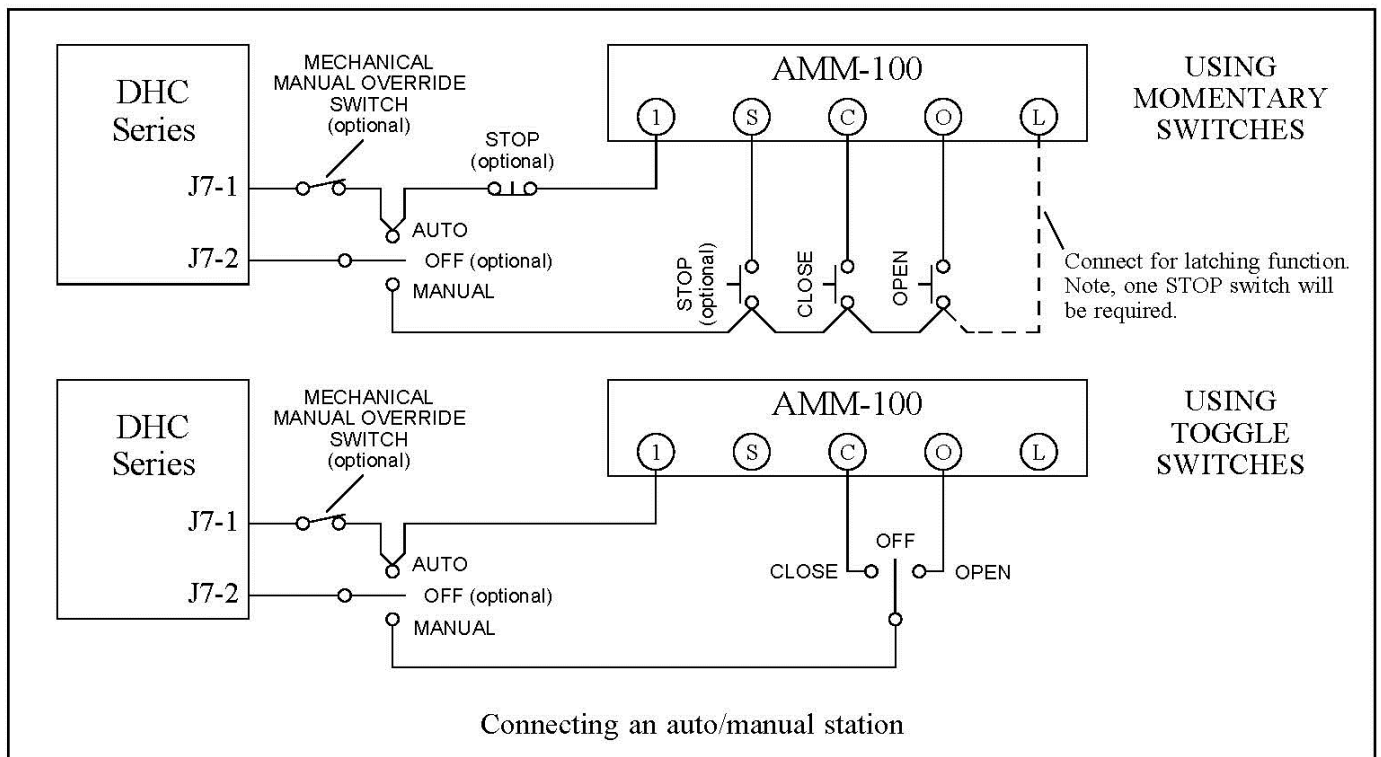 DHC
Series
J7-1
J7-2
MECHANICAL
MANUAL OVERRIDE
SWITCH
(optional)
STOP
(optional)
AUTO
OFF (optional)
MANUAL
AMM-100
1 S C O L
STOP
(optional)
CLOSE
OPEN
USING
MOMENTARY
SWITCHES
Connect for latching function.
Note, one STOP switch will
be required.
DHC
Series
J7-1
J7-2
MECHANICAL
MANUAL OVERRIDE
SWITCH
(optional)
AUTO
OFF (optional)
MANUAL
AMM-100
1 S C O L
OFF
CLOSE OPEN
USING
TOGGLE
SWITCHES
Connecting an auto/manual station